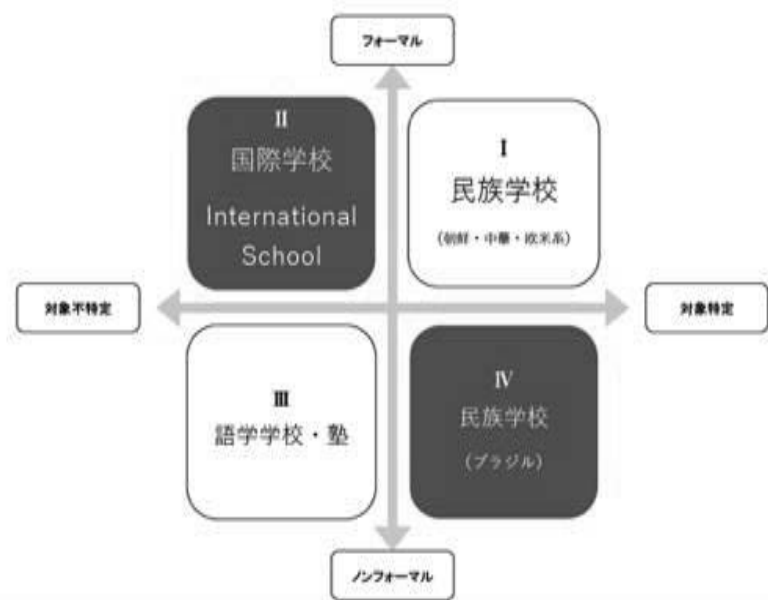 フォーマル
Ⅱ
国際学校
International
School
Ⅰ
民族学校
(朝鮮・中華・欧米系)
対象不特定
対象特定
Ⅲ
語学学校・塾
Ⅳ
民族学校
(ブラジル)
ノンフォーマル